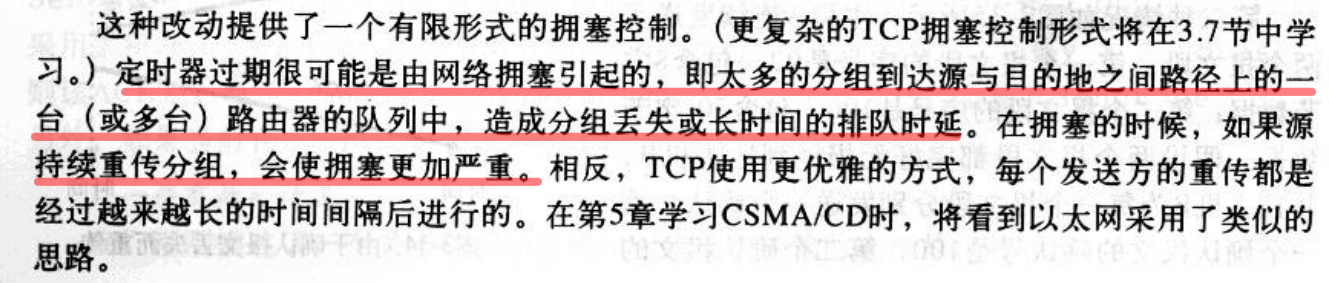 这种改动提供了一个有限形式的拥塞控制。（更复杂的TCP拥塞控制形式将在3.7节中学
习。）定时器过期很可能是由网络拥塞引起的，即太多的分组到达源与目的地之间路径上的一
台（或多台）路由器的队列中，造成分组丢失或长时间的排队时延。在拥塞的时候，如果源
持续重传分组，会使拥塞更加严重。相反，TCP使用更优雅的方式，每个发送方的重传都是
经过越来越长的时间间隔后进行的。在第5章学习CSMA/CD时，将看到以太网采用了类似的
思路。